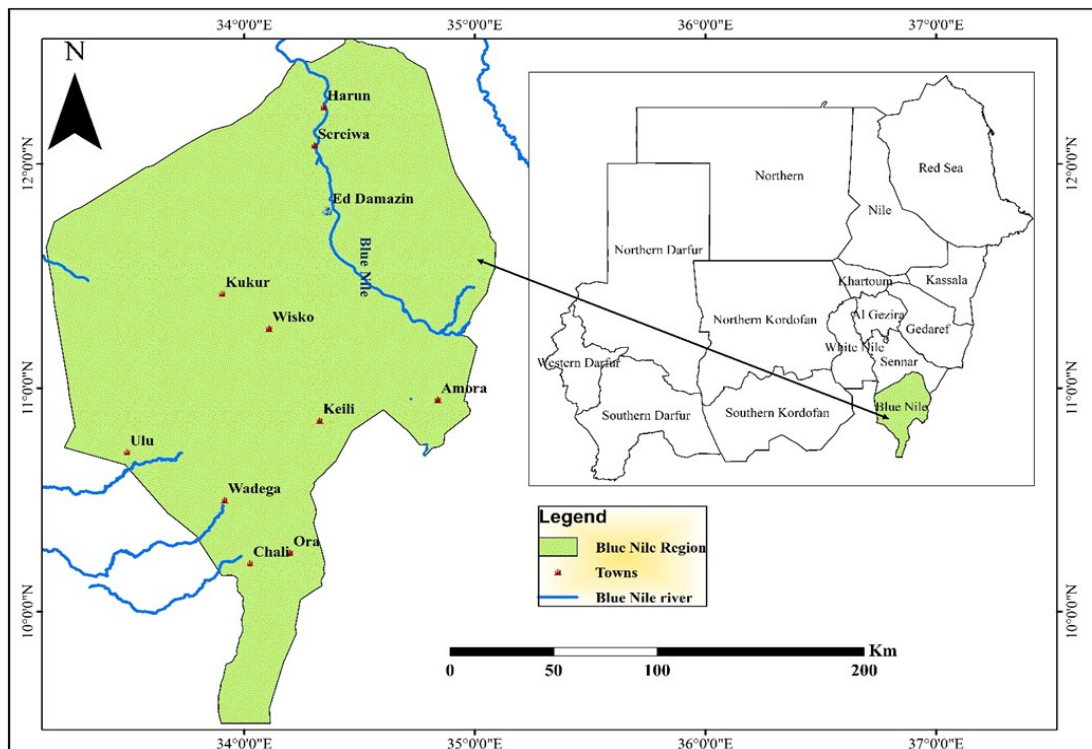 34°0'0"E
35°0'0"E
36°0'0"E
37°0'0"E
N
12°0'0"N
11°0'0"N
10°0'0"N
Harun
Sereiwa
Ed Damazin
Blue Nile
Kukur
Wisko
Amora
Keili
Ulu
Wadega
Ora
Chali
Northern
Red Sea
Nile
Northern Darfur
Khartoum
Kassala
Al Gezira
Northern Kordofan
Gedaref
White Nile
Sennar
Western Darfur
Blue Nile
Southern Darfur
Southern Kordofan
12°0'0"N
11°0'0"N
10°0'0"N
Legend
Blue Nile Region
Towns
Blue Nile river
Km
0 50 100 200
34°0'0"E
35°0'0"E
36°0'0"E
37°0'0"E